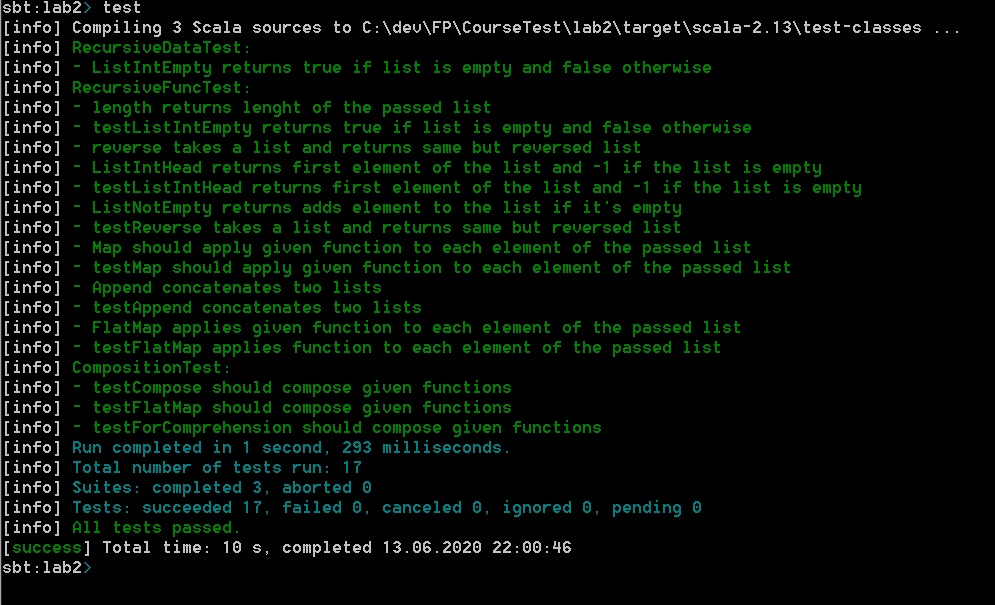 sbt:lab2> test
[info] Compiling 3 Scala sources to C:\dev\FP\CourseTest\lab2\target\scala-2.13\test-classes ...
[info] RecursiveDataTest:
[info] - ListIntEmpty returns true if list is empty and false otherwise
[info] RecursiveFuncTest:
[info] - length returns lenght of the passed list
[info] - testListIntEmpty returns true if list is empty and false otherwise
[info] - reverse takes a list and returns same but reversed list
[info] - ListIntHead returns first element of the list and -1 if the list is empty
[info] - testListIntHead returns first element of the list and -1 if the list is empty
[info] - ListNotEmpty returns adds element to the list if it's empty
[info] - testReverse takes a list and returns same but reversed list
[info] - Map should apply given function to each element of the passed list
[info] - testMap should apply given function to each element of the passed list
[info] - Append concatenates two lists
[info] - testAppend concatenates two lists
[info] - FlatMap applies given function to each element of the passed list
[info] - testFlatMap applies function to each element of the passed list
[info] CompositionTest:
[info] - testCompose should compose given functions
[info] - testFlatMap should compose given functions
[info] - testForComprehension should compose given functions
[info] Run completed in 1 second, 293 milliseconds.
[info] Total number of tests run: 17
[info] Suites: completed 3, aborted 0
[info] Tests: succeeded 17, failed 0, canceled 0, ignored 0, pending 0
[info] All tests passed.
[success] Total time: 10 s, completed 13.06.2020 22:00:46
sbt:lab2>